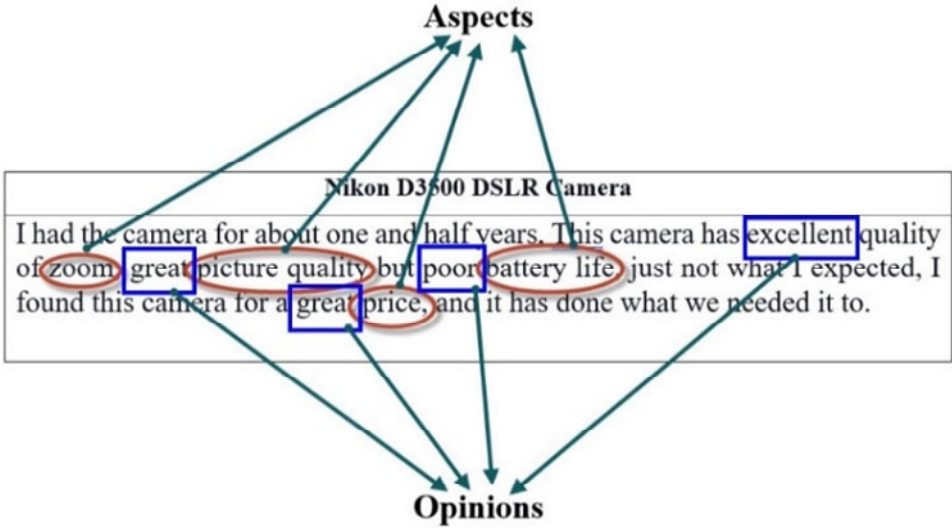 Aspects
Nikon D3500 DSLR Camera
I had the camera for about one and half years. This camera has excellent quality
of zoom great picture quality but poor battery life just not what I expected, I
found this camera for a great price, and it has done what we needed it to.
Opinions